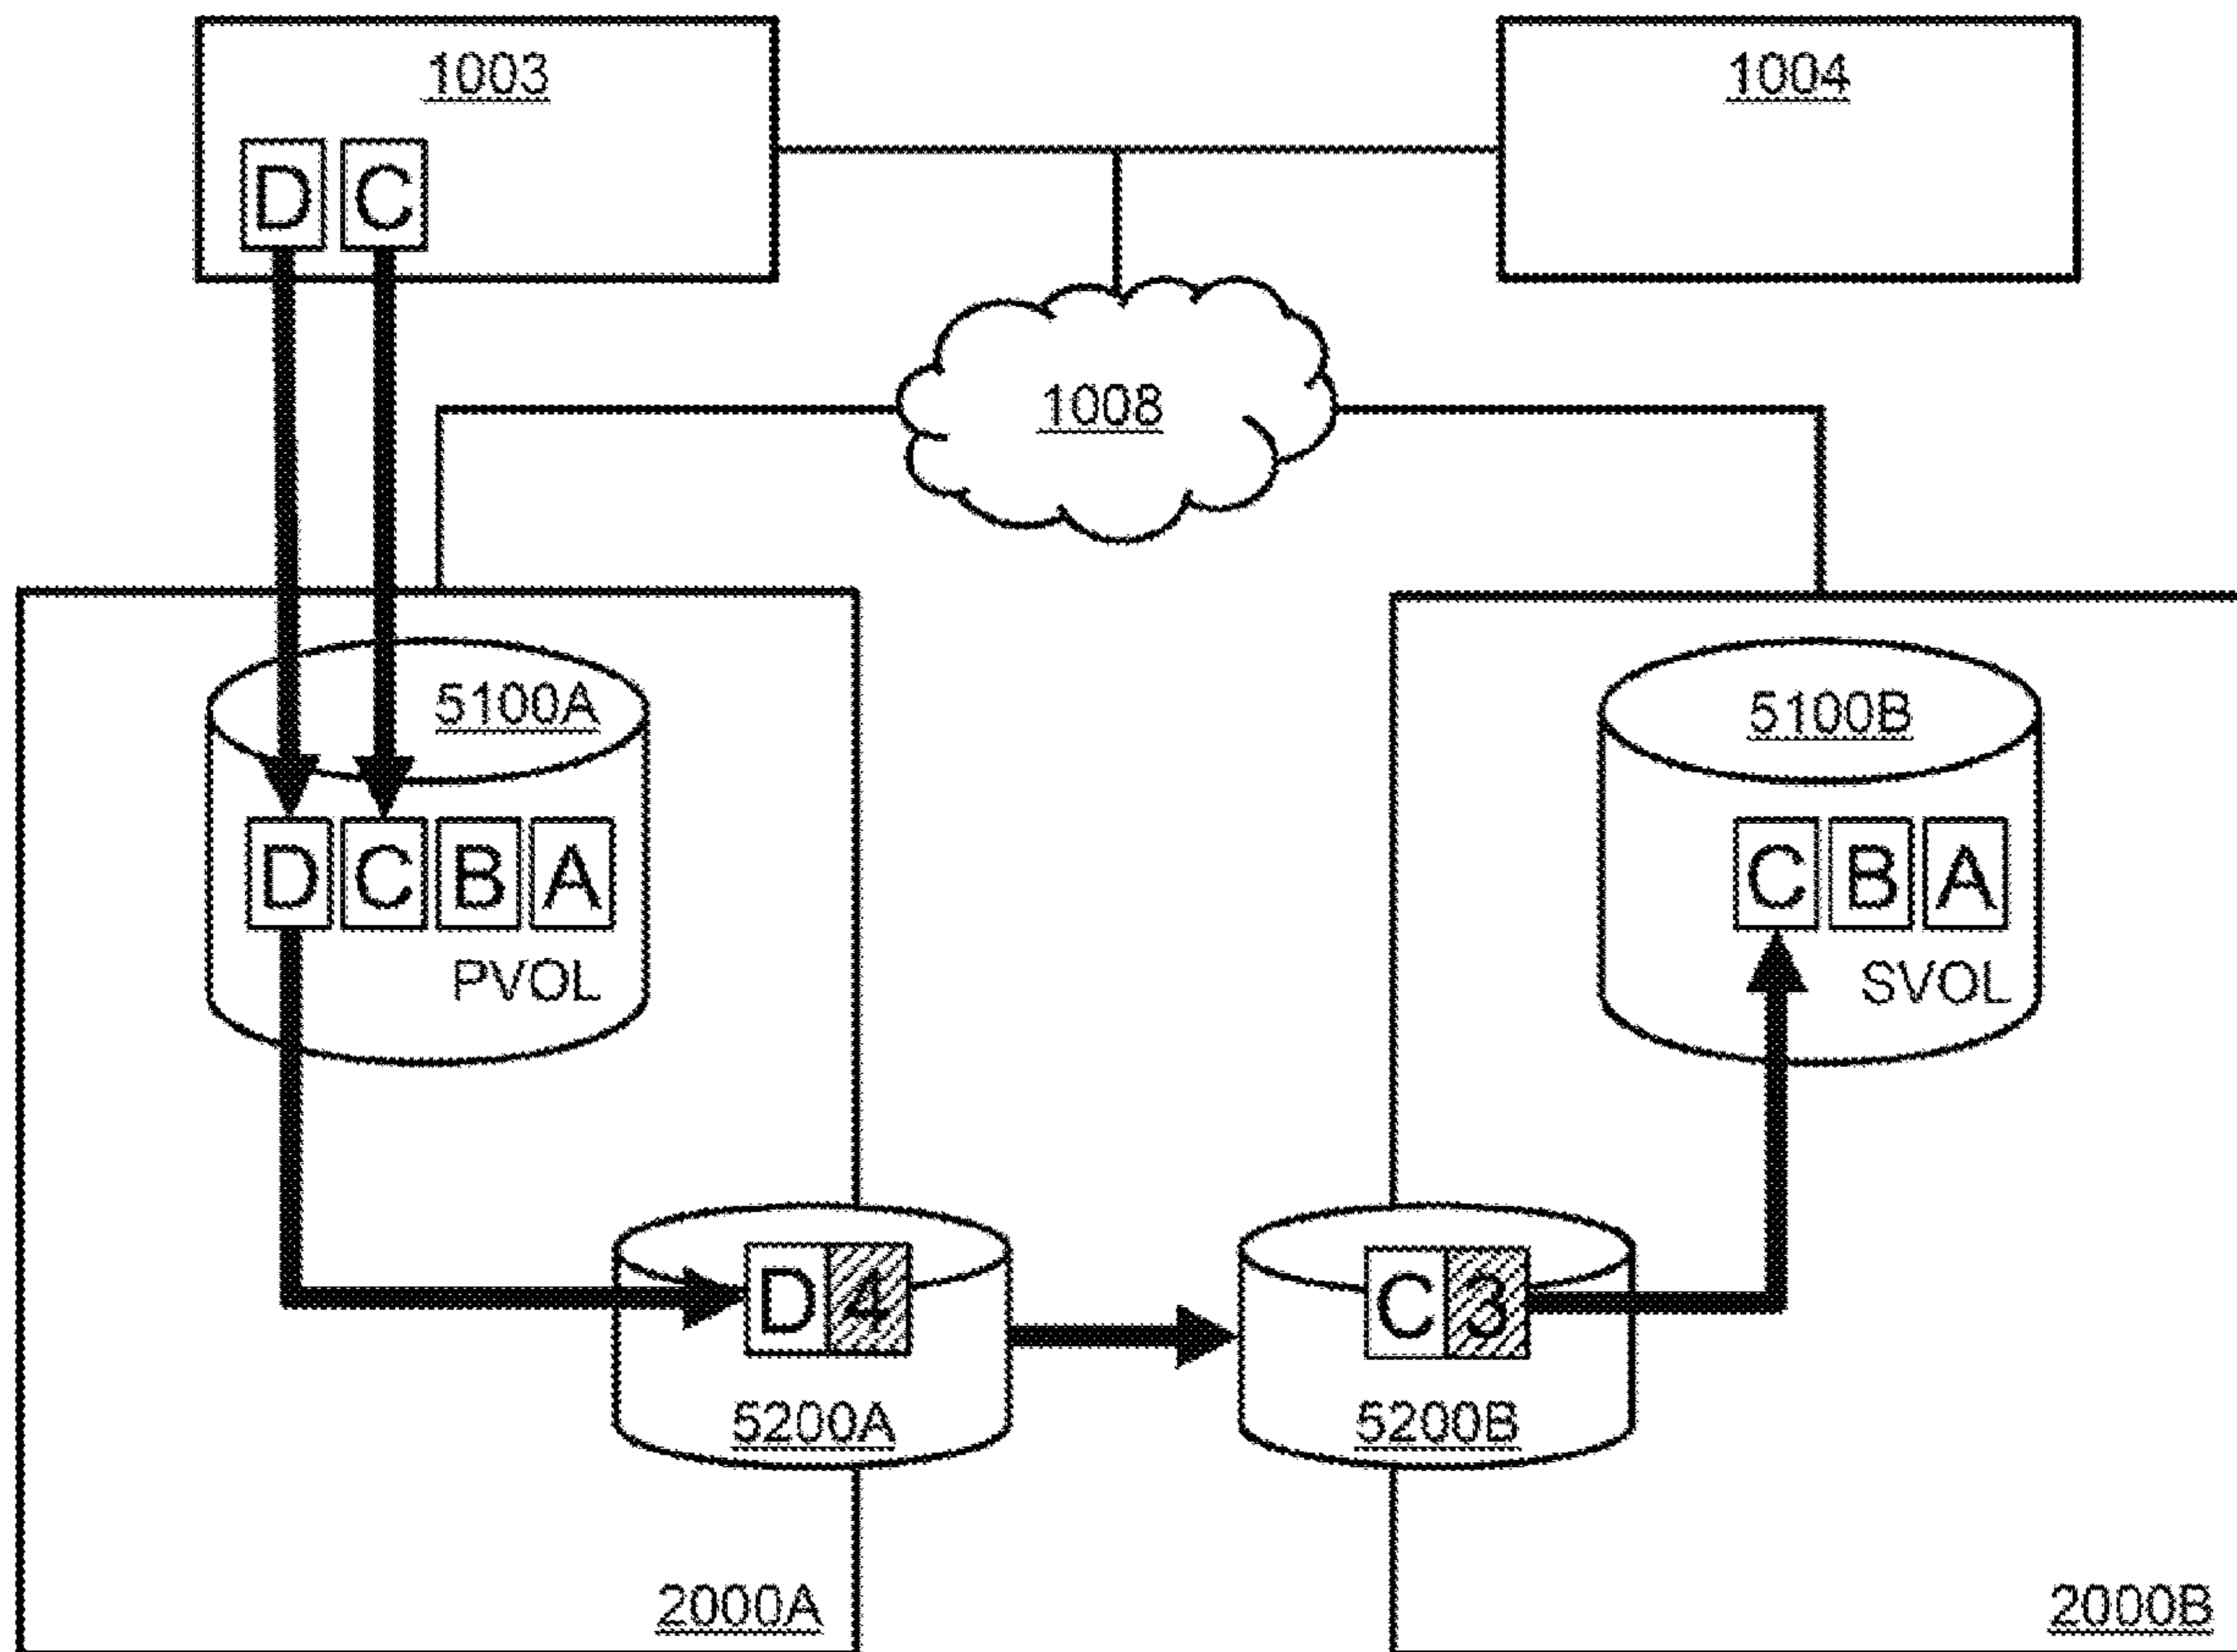 1003
1004
D C
1008
5100A
5100B
D C B A
C B A
PVOL
SVOL
D 4
C 3
5200A
5200B
2000A
2000B